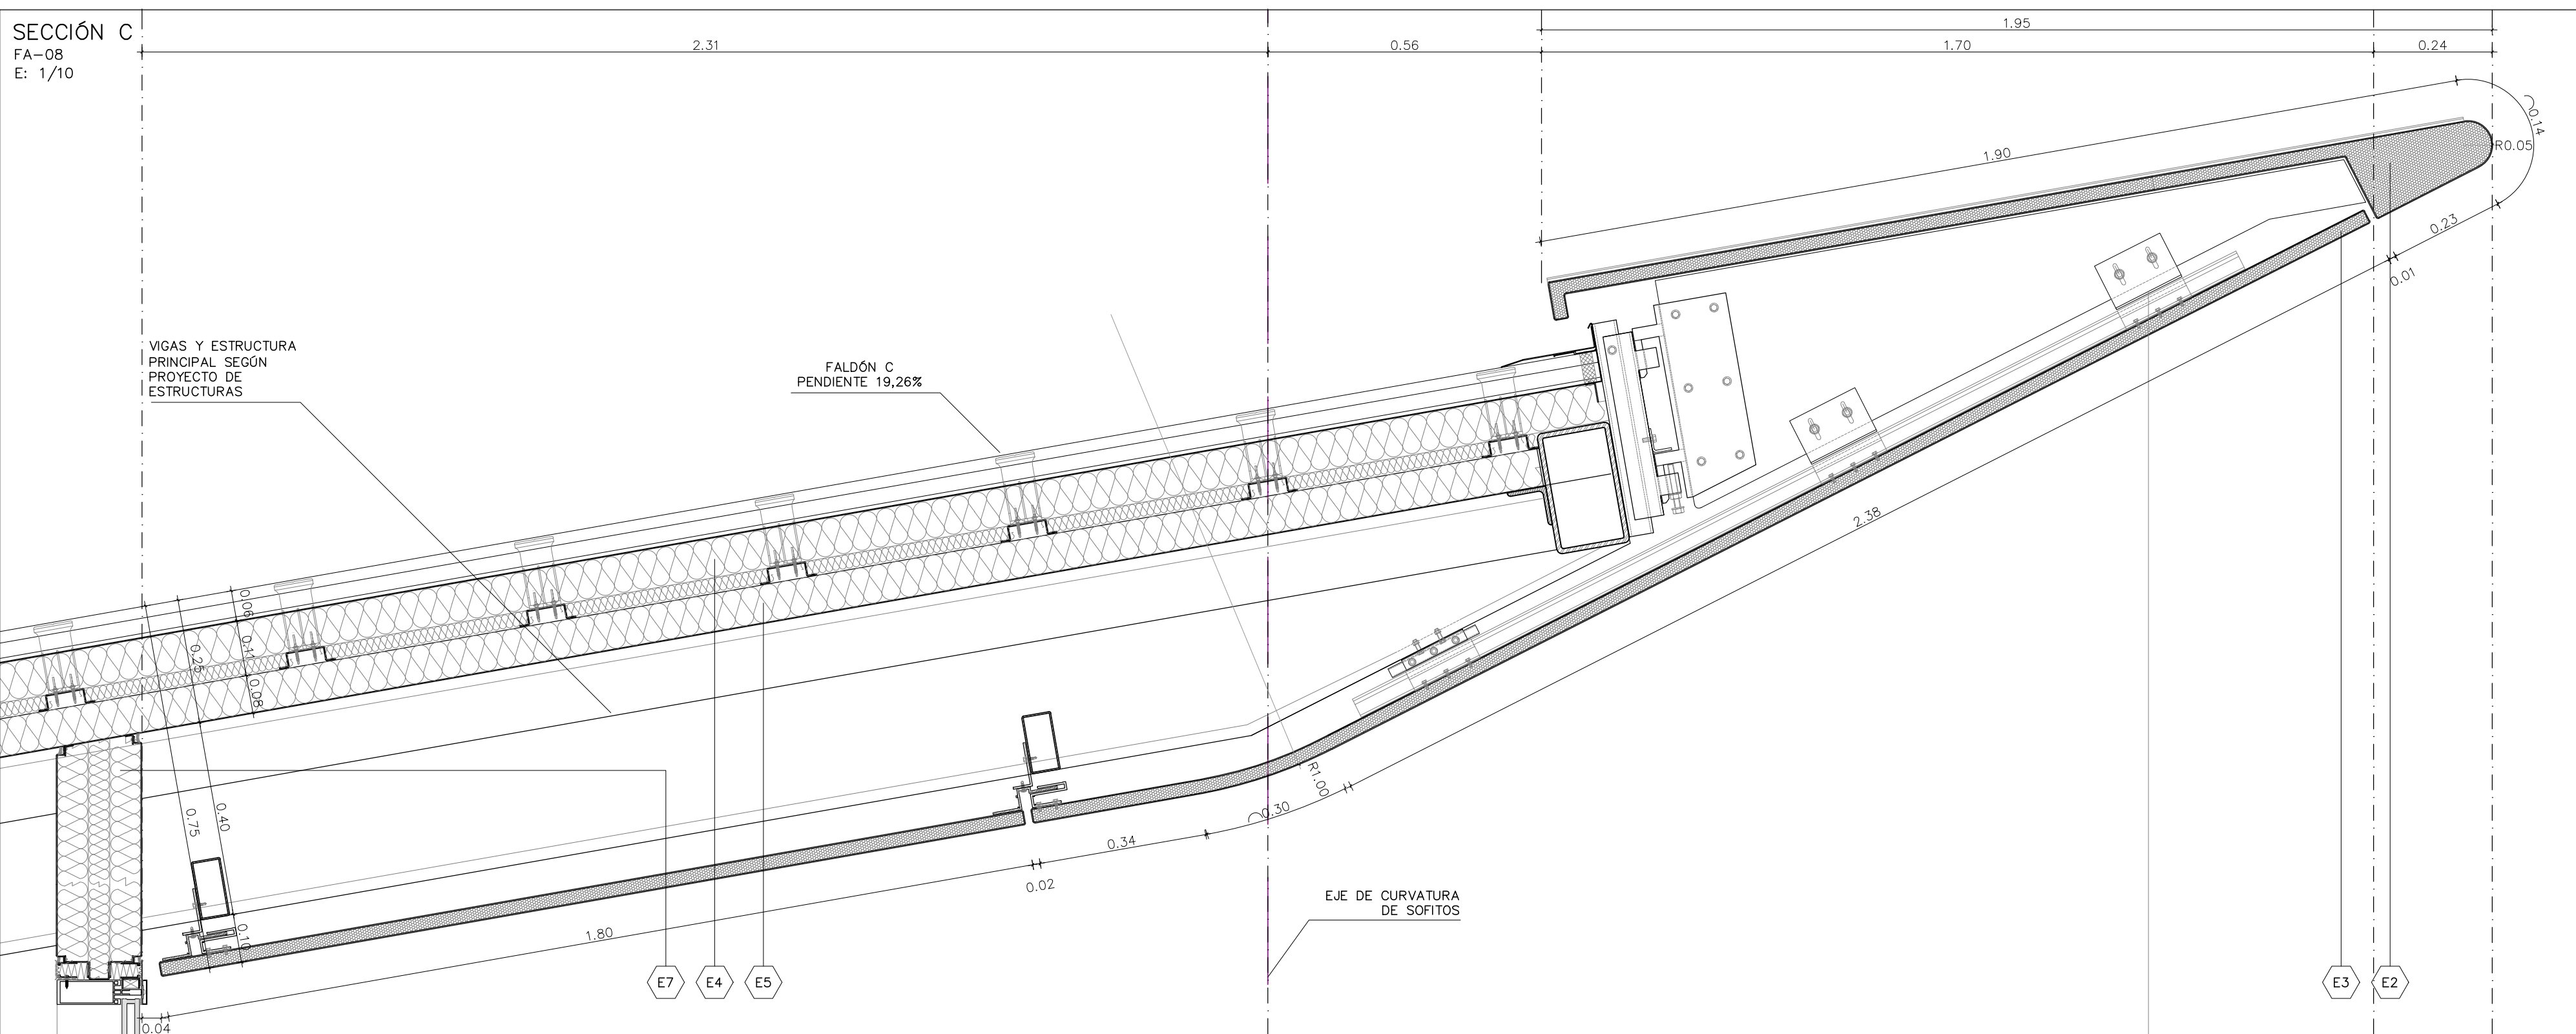 SECCIÓN C
FA-08
E: 1/10
1.95
2.31
0.56
1.70
0.24
0.14
R0.05
1.90
0.23
0.01
VIGAS Y ESTRUCTURA
PRINCIPAL SEGÚN
PROYECTO DE
ESTRUCTURAS
FALDÓN C
PENDIENTE 19,26%
2.38
0.06
0.11
0.25
0.08
0.75
0.40
0.10
R1.00
0.30
0.34
0.02
1.80
EJE DE CURVATURA
DE SOFITOS
E7
E4
E5
E3
E2
0.04